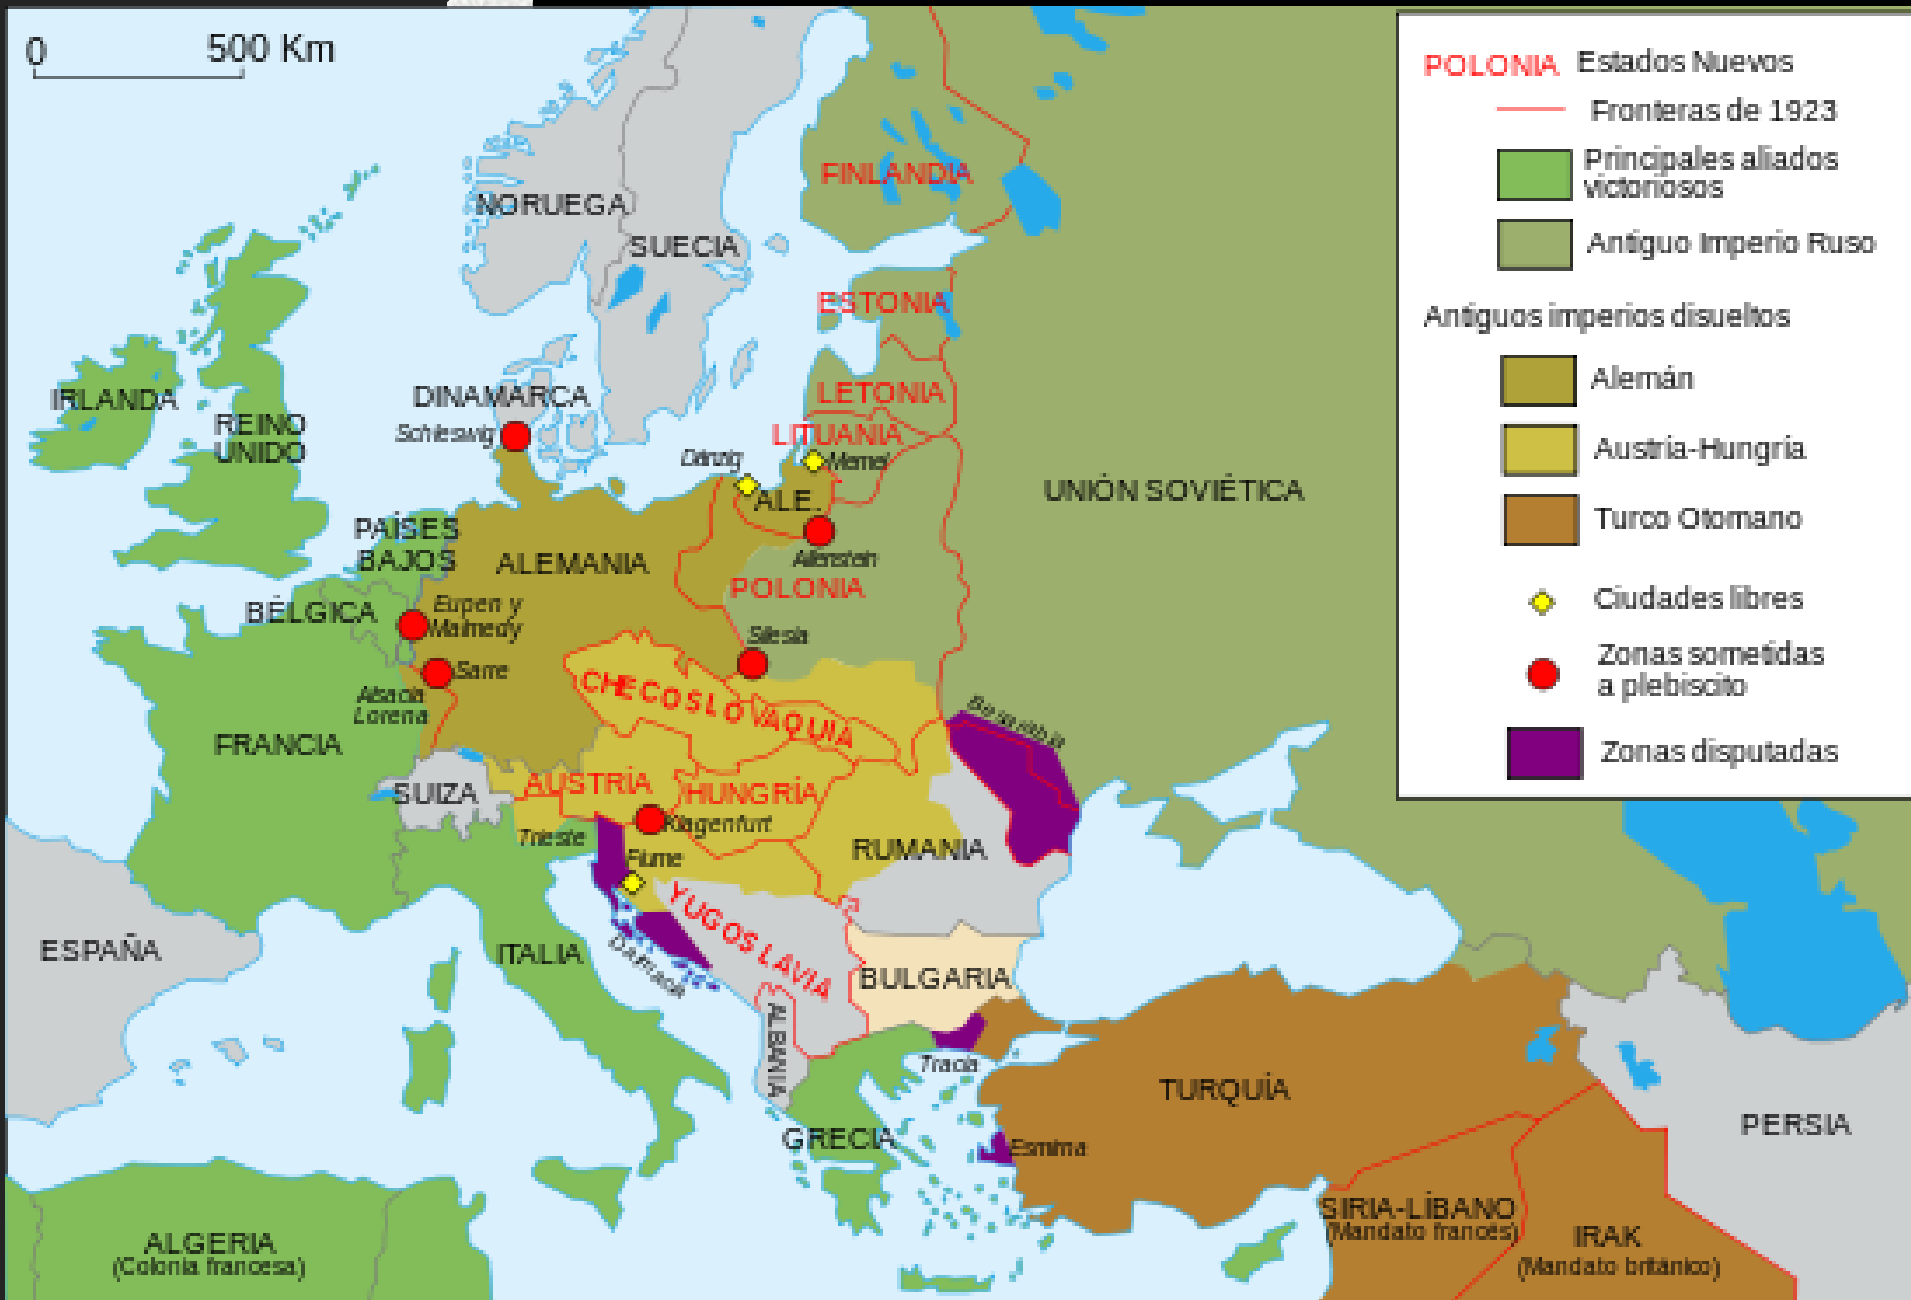 0 500 Km
POLONIA Estados Nuevos
Fronteras de 1923
Principales aliados
victoriosos
Antiguo Imperio Ruso
Antiguos imperios disueltos
Alemán
Austria-Hungria
Turco Otomano
Ciudades libres
Zonas sometidas
a plebiscito
Zonas disputadas
FINLANDIA
NORUEGA
SUECIA
ESTONIA
IRLANDA
REINO
UNIDO
DINAMARCA
LETONIA
Schleswig
LITUANIA
Dánzig
Memel
ALE.
UNIÓN SOVIÉTICA
PAÍSES
BAJOS
ALEMANIA
Allenstein
POLONIA
BÉLGICA
Eupen y
Malmedy
Silesia
Sarre
Alsacia
Lorena
CHECOSLOVAQUIA
Besarabia
FRANCIA
SUIZA
AUSTRIA
HUNGRÍA
Klagenfurt
Trieste
Fiume
RUMANIA
YUGOSLAVIA
ESPAÑA
ITALIA
Dalmacia
BULGARIA
ALBANIA
Tracia
TURQUÍA
GRECIA
Esmirna
PERSIA
SIRIA-LÍBANO
(Mandato francés)
IRAK
(Mandato británico)
ALGERIA
(Colonia francesa)